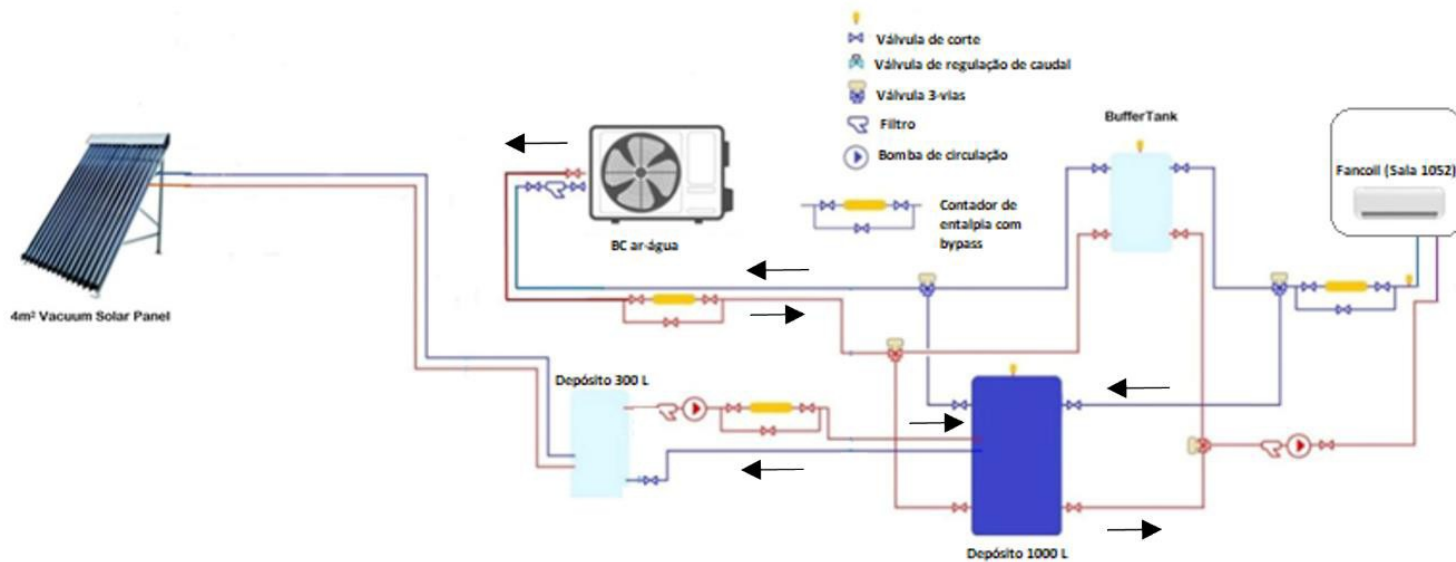 Válvula de corte
Válvula de regulação de caudal
Válvula 3-vias
Filtro
Bomba de circulação
Contador de
entalpia com
bypass
BufferTank
Fancoil (Sala 1052)
BC ar-água
4m² Vacuum Solar Panel
Depósito 300 L
Depósito 1000 L